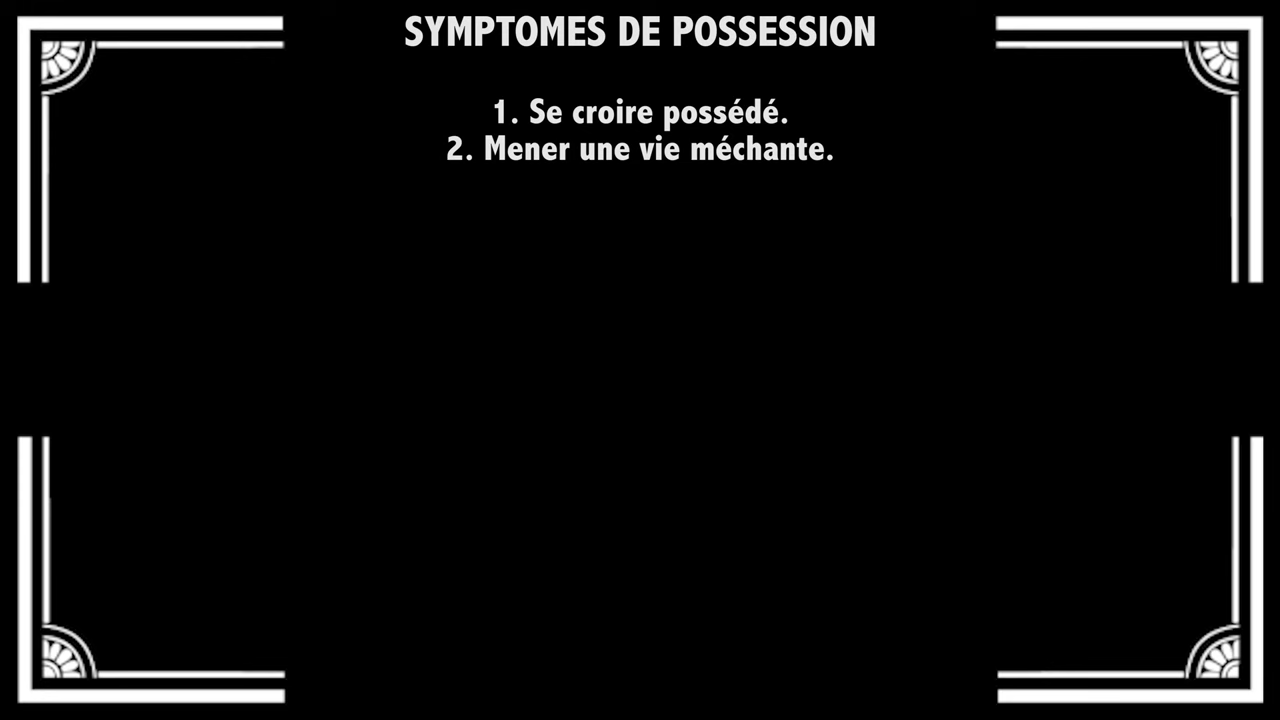 SYMPTOMES DE POSSESSION
1. Se croire possédé.
2. Mener une vie méchante.